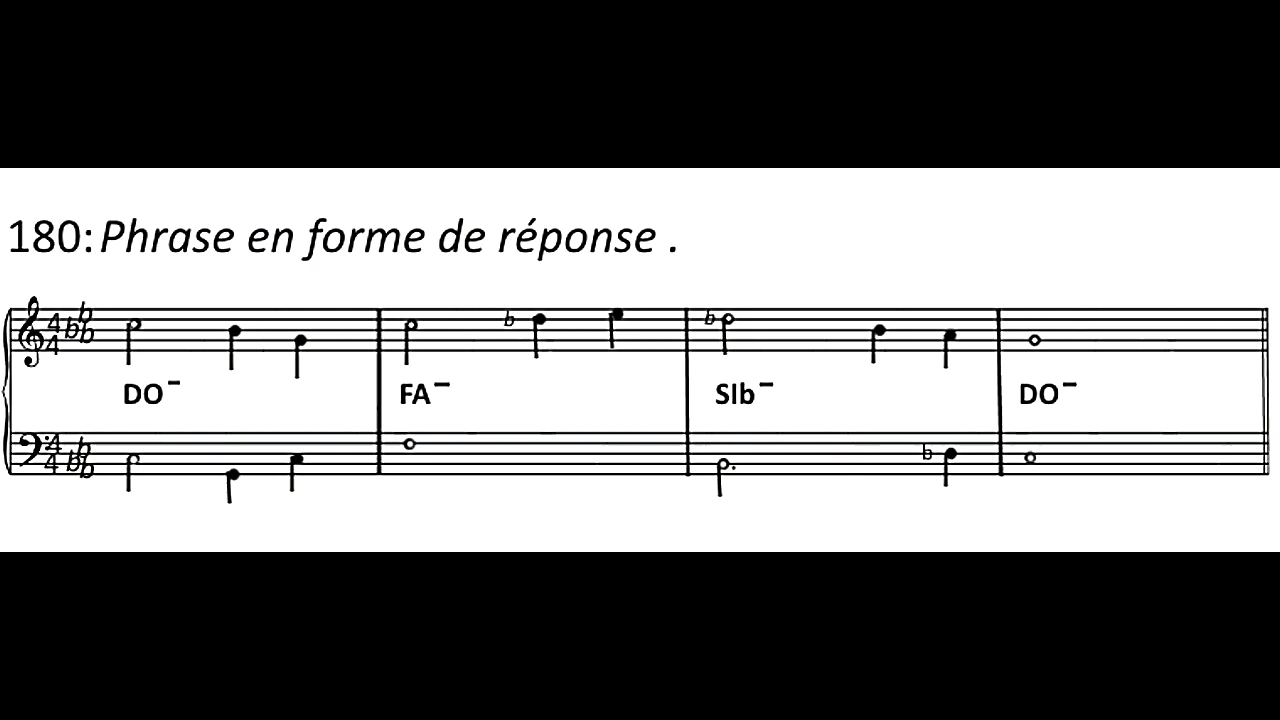 180: Phrase en forme de réponse .
DO⁻ FA⁻ SIb⁻ DO⁻